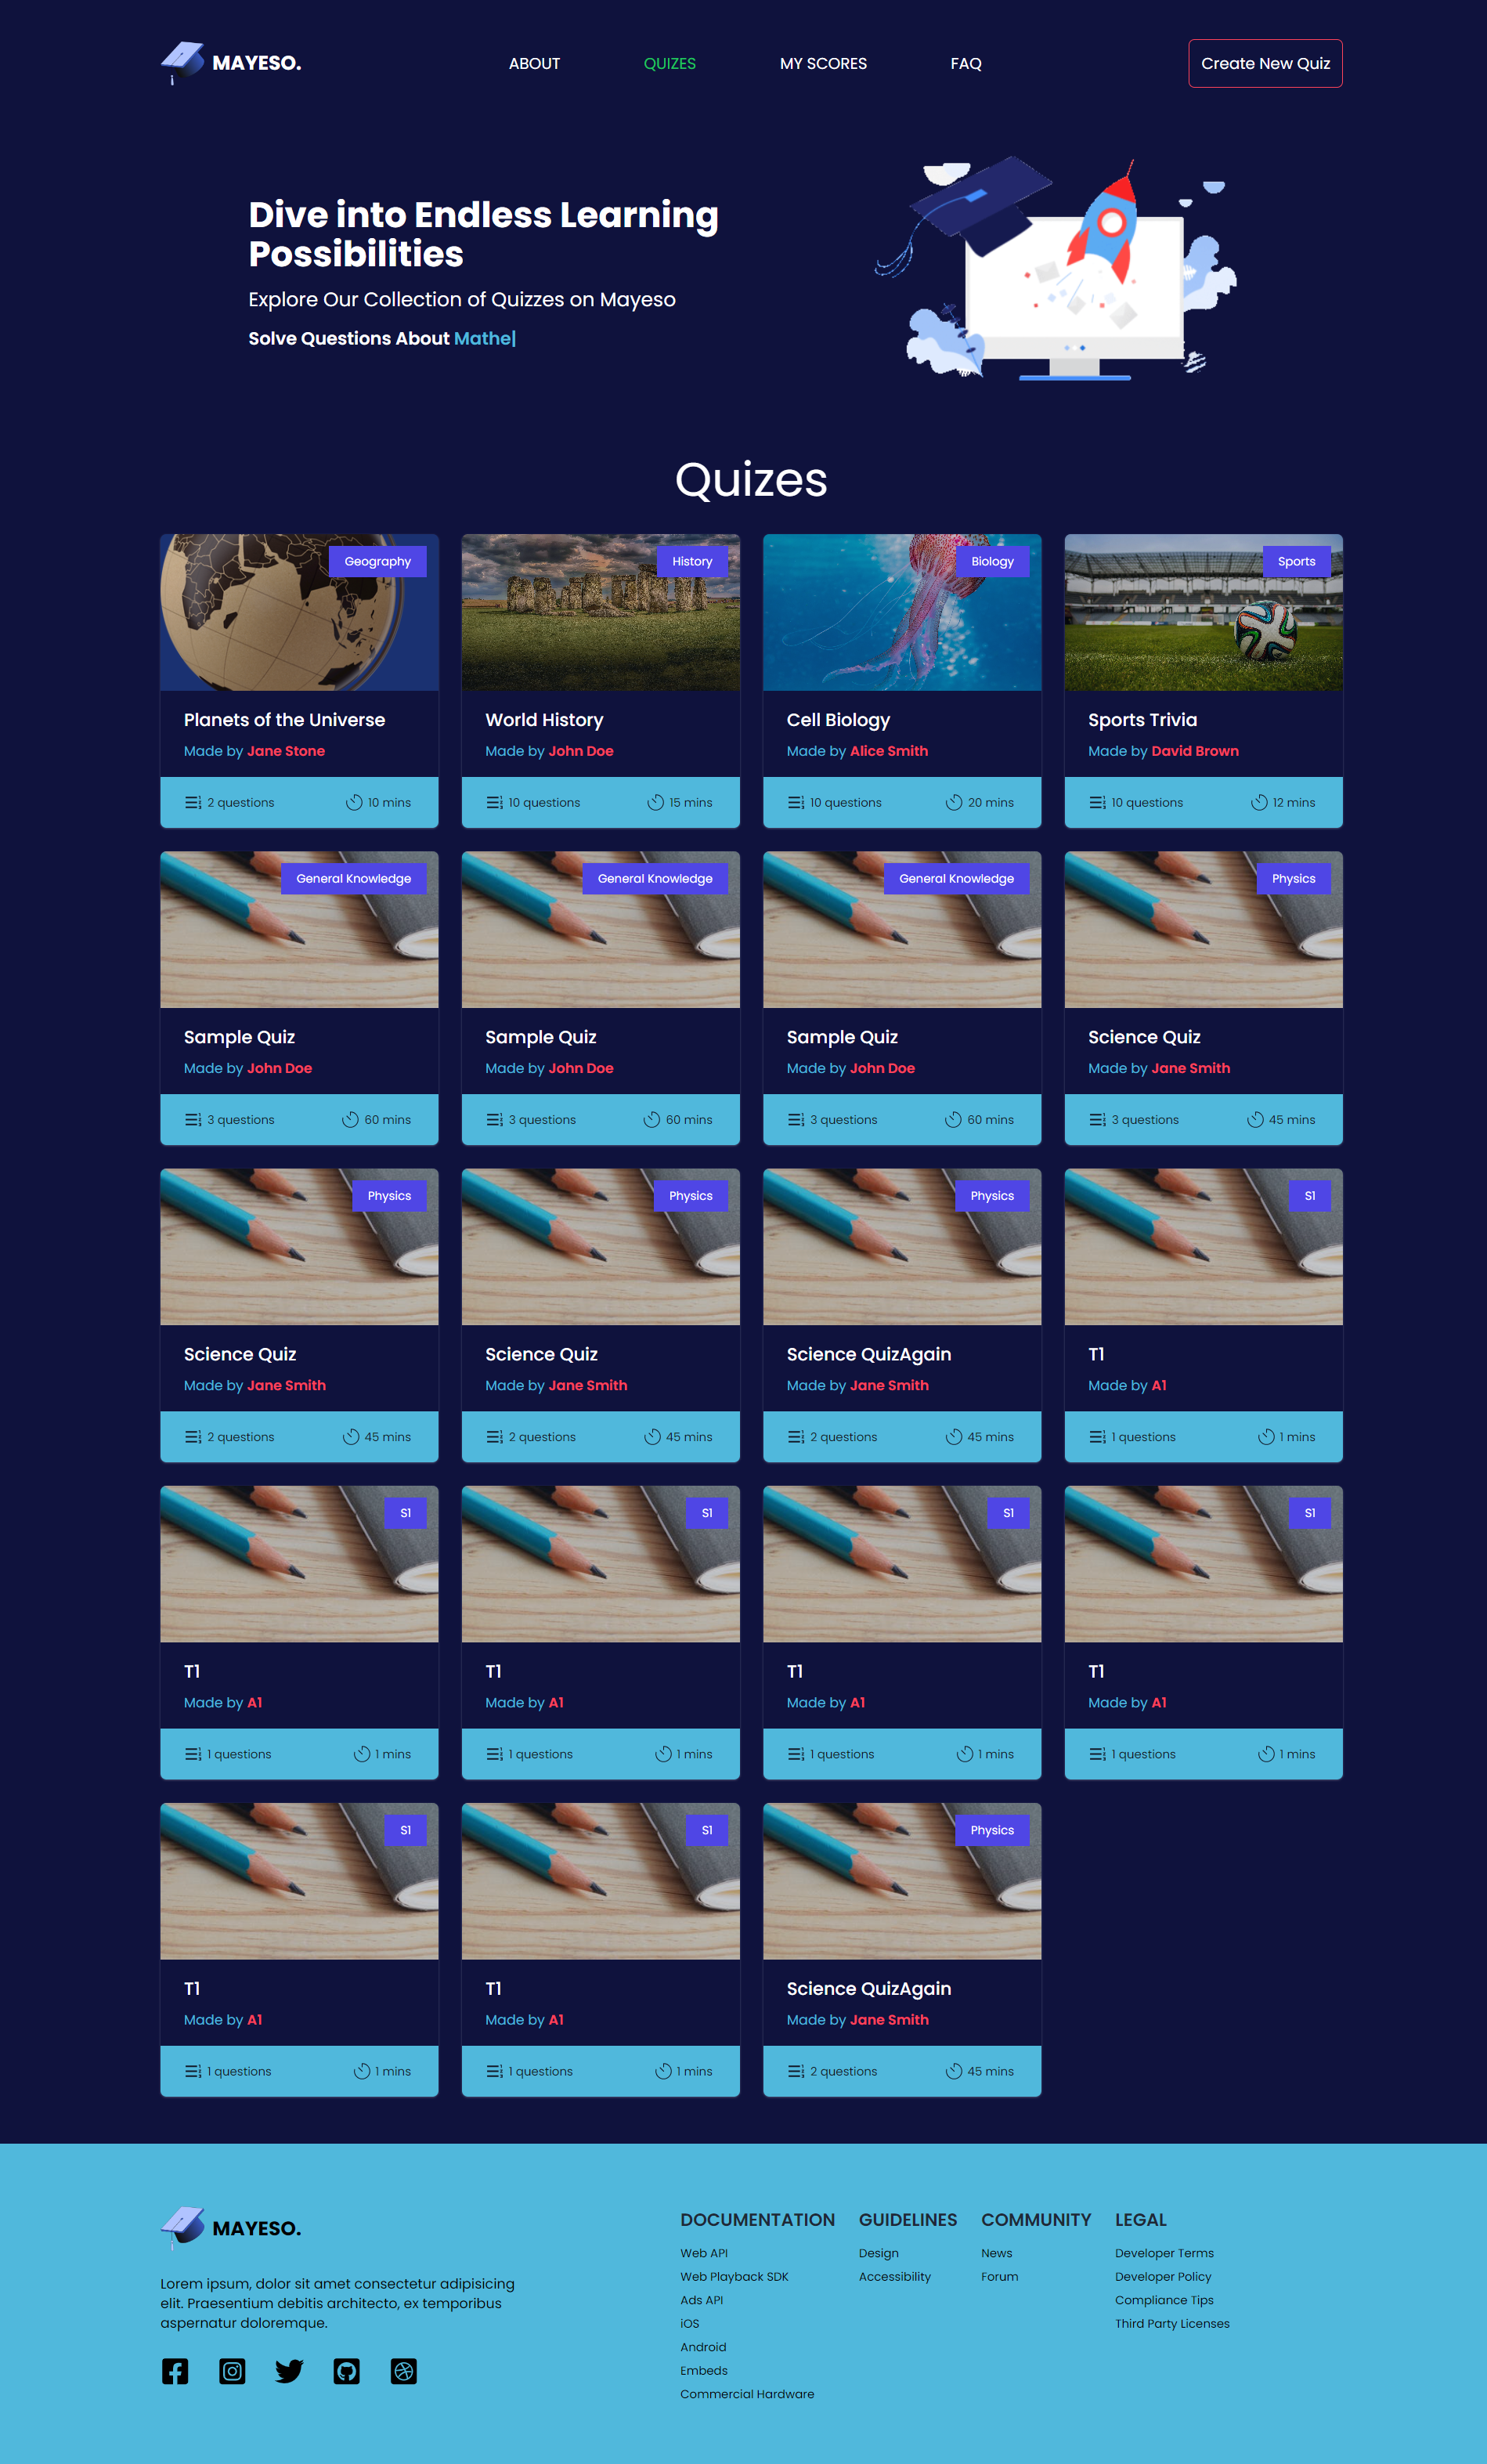 MAYESO.
ABOUT
QUIZES
MY SCORES
FAQ
Create New Quiz
Dive into Endless Learning
Possibilities
Explore Our Collection of Quizzes on Mayeso
Solve Questions About Mathe|
Quizes
Geography
Planets of the Universe
Made by Jane Stone
2 questions
10 mins
History
World History
Made by John Doe
10 questions
15 mins
Biology
Cell Biology
Made by Alice Smith
10 questions
20 mins
Sports
Sports Trivia
Made by David Brown
10 questions
12 mins
General Knowledge
Sample Quiz
Made by John Doe
3 questions
60 mins
General Knowledge
Sample Quiz
Made by John Doe
3 questions
60 mins
General Knowledge
Sample Quiz
Made by John Doe
3 questions
60 mins
Physics
Science Quiz
Made by Jane Smith
3 questions
45 mins
Physics
Science Quiz
Made by Jane Smith
2 questions
45 mins
Physics
Science Quiz
Made by Jane Smith
2 questions
45 mins
Physics
Science QuizAgain
Made by Jane Smith
2 questions
45 mins
S1
T1
Made by A1
1 questions
1 mins
S1
T1
Made by A1
1 questions
1 mins
S1
T1
Made by A1
1 questions
1 mins
S1
T1
Made by A1
1 questions
1 mins
S1
T1
Made by A1
1 questions
1 mins
S1
T1
Made by A1
1 questions
1 mins
S1
T1
Made by A1
1 questions
1 mins
Physics
Science QuizAgain
Made by Jane Smith
2 questions
45 mins
MAYESO.
Lorem ipsum, dolor sit amet consectetur adipisicing
elit. Praesentium debitis architecto, ex temporibus
aspernatur doloremque.
DOCUMENTATION
Web API
Web Playback SDK
Ads API
iOS
Android
Embeds
Commercial Hardware
GUIDELINES
Design
Accessibility
COMMUNITY
News
Forum
LEGAL
Developer Terms
Developer Policy
Compliance Tips
Third Party Licenses